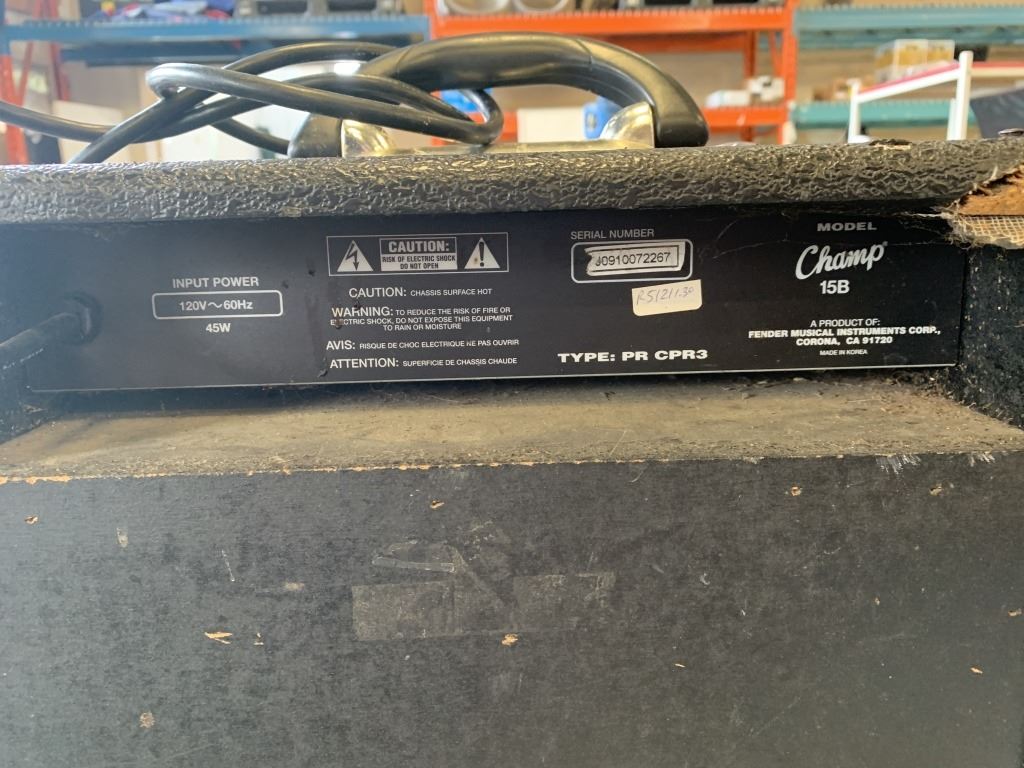 INPUT POWER
120V～60Hz
45W
CAUTION:
RISK OF ELECTRIC SHOCK
DO NOT OPEN
CAUTION: CHASSIS SURFACE HOT
WARNING: TO REDUCE THE RISK OF FIRE OR
ELECTRIC SHOCK, DO NOT EXPOSE THIS EQUIPMENT
TO RAIN OR MOISTURE
AVIS: RISQUE DE CHOC ELECTRIQUE NE PAS OUVRIR
ATTENTION: SUPERFICIE DE CHASSIS CHAUDE
SERIAL NUMBER
J0910072267
TYPE: PR CPR3
MODEL
Champ®
15B
A PRODUCT OF:
FENDER MUSICAL INSTRUMENTS CORP.,
CORONA, CA 91720
MADE IN KOREA